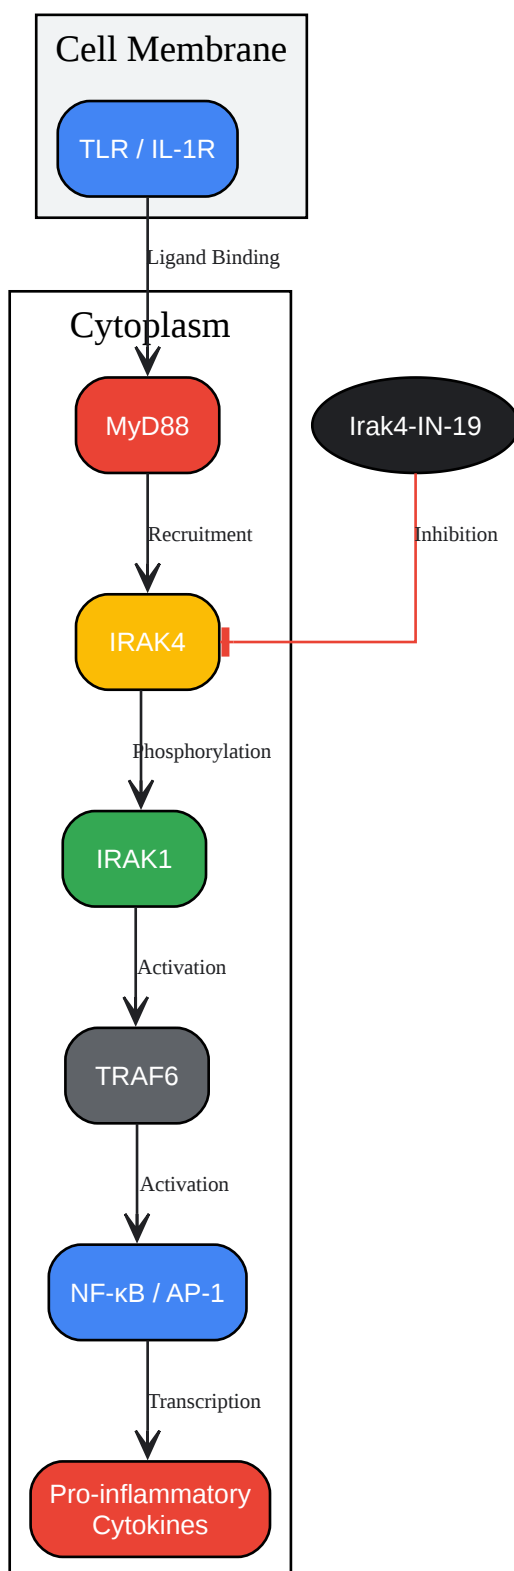 Cell Membrane
TLR / IL-1R
Ligand Binding
Cytoplasm
MyD88
Irak4-IN-19
Recruitment
Inhibition
IRAK4
Phosphorylation
IRAK1
Activation
TRAF6
Activation
NF-κB / AP-1
Transcription
Pro-inflammatory
Cytokines